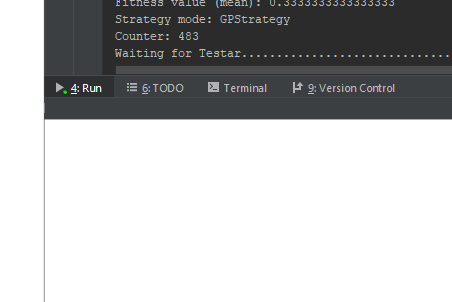 Fitness value (mean): 0.3333333333333333
Strategy mode: GPStrategy
Counter: 483
Waiting for Testar..............................
4: Run 6: TODO Terminal 9: Version Control